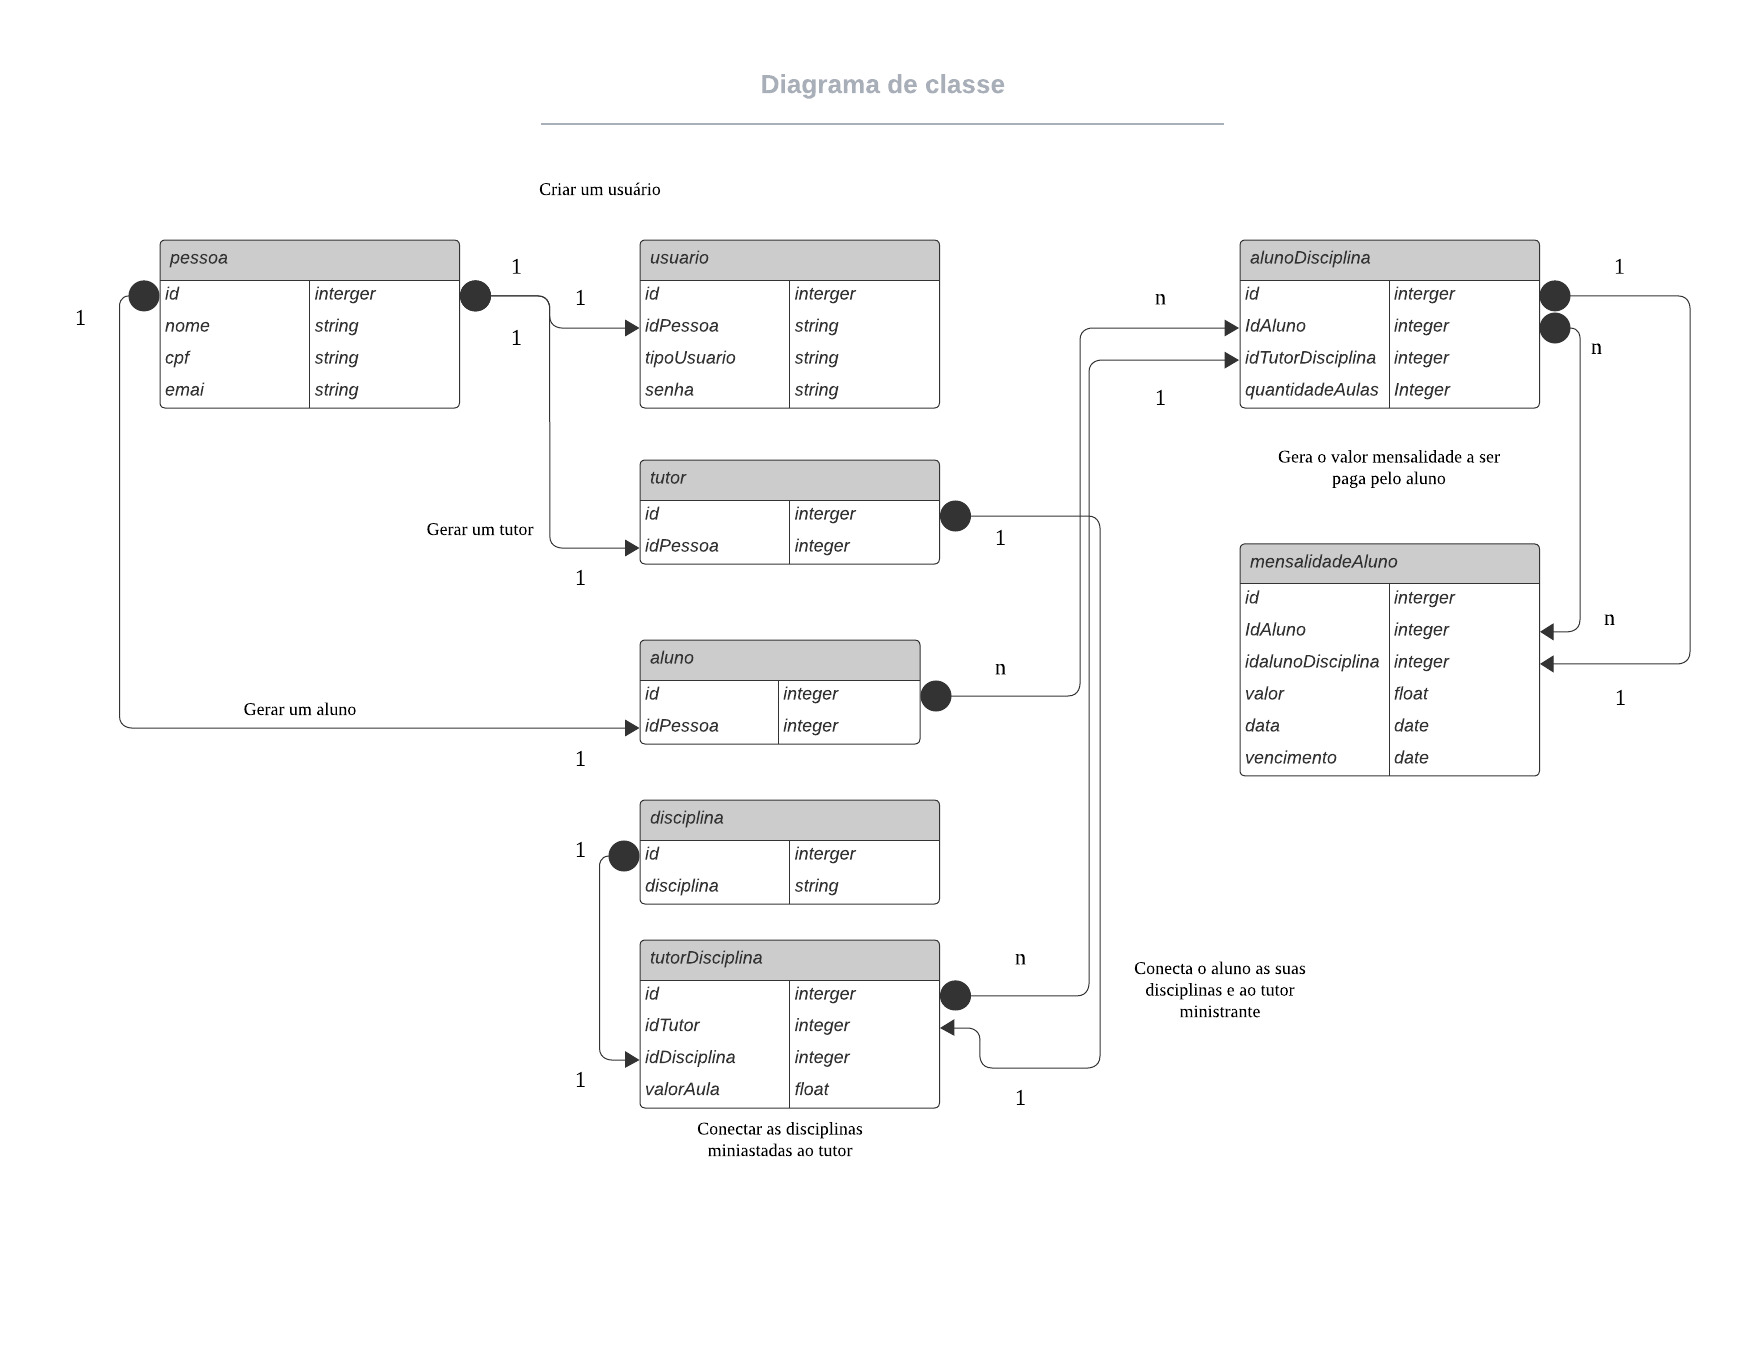 Diagrama de classe
Criar um usuário
pessoa
id interger
nome string
cpf string
emai string
1
1
1
1
usuario
id interger
idPessoa string
tipoUsuario string
senha string
alunoDisciplina
id interger
IdAluno integer
idTutorDisciplina integer
quantidadeAulas Integer
n
1
1
n
Gera o valor mensalidade a ser
paga pelo aluno
tutor
id interger
idPessoa integer
Gerar um tutor
1
1
mensalidadeAluno
id interger
IdAluno integer
idalunoDisciplina integer
valor float
data date
vencimento date
n
1
aluno
id integer
idPessoa integer
n
Gerar um aluno
1
disciplina
id interger
disciplina string
1
tutorDisciplina
id interger
idTutor integer
idDisciplina integer
valorAula float
n
1
1
Conecta o aluno as suas
disciplinas e ao tutor
ministrante
Conectar as disciplinas
miniastadas ao tutor